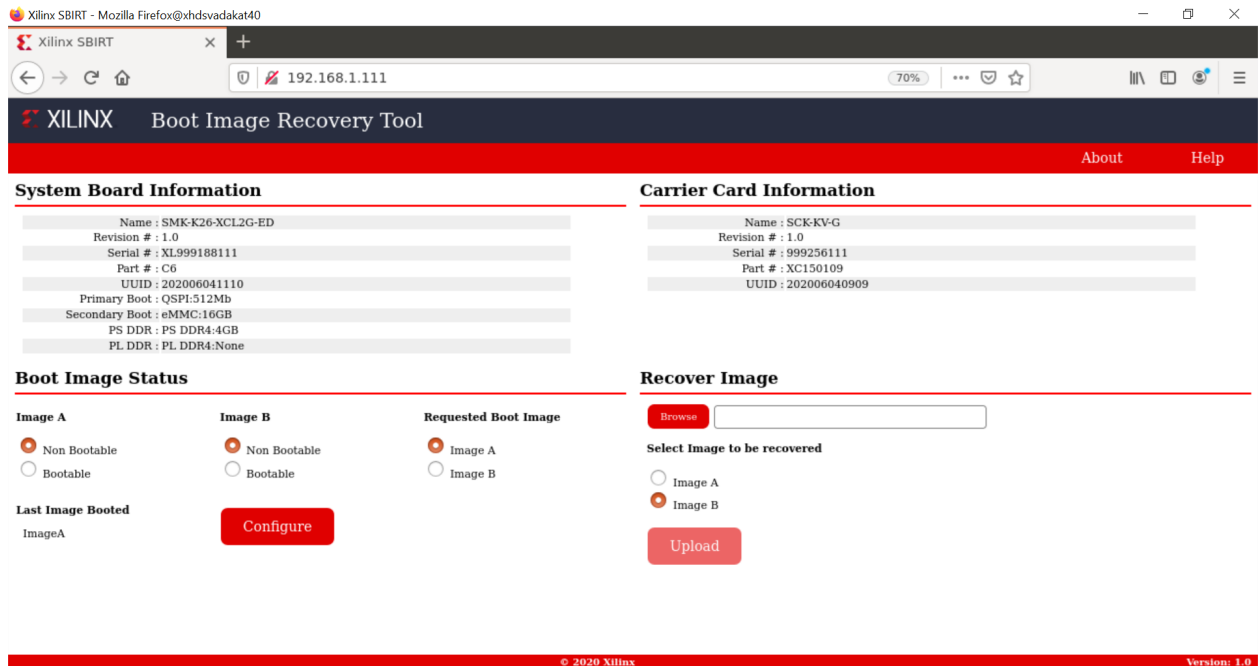 Xilinx SBIRT - Mozilla Firefox@xhdsvadakat40
Xilinx SBIRT
192.168.1.111
70%
XILINX Boot Image Recovery Tool
About Help
System Board Information
Name : SMK-K26-XCL2G-ED
Revision # : 1.0
Serial # : XL999188111
Part # : C6
UUID : 202006041110
Primary Boot : QSPI:512Mb
Secondary Boot : eMMC:16GB
PS DDR : PS DDR4:4GB
PL DDR : PL DDR4:None
Carrier Card Information
Name : SCK-KV-G
Revision # : 1.0
Serial # : 999256111
Part # : XC150109
UUID : 202006040909
Boot Image Status
Image A
Non Bootable
Bootable
Image B
Non Bootable
Bootable
Requested Boot Image
Image A
Image B
Last Image Booted
ImageA
Configure
Recover Image
Browse
Select Image to be recovered
Image A
Image B
Upload
© 2020 Xilinx
Version: 1.0